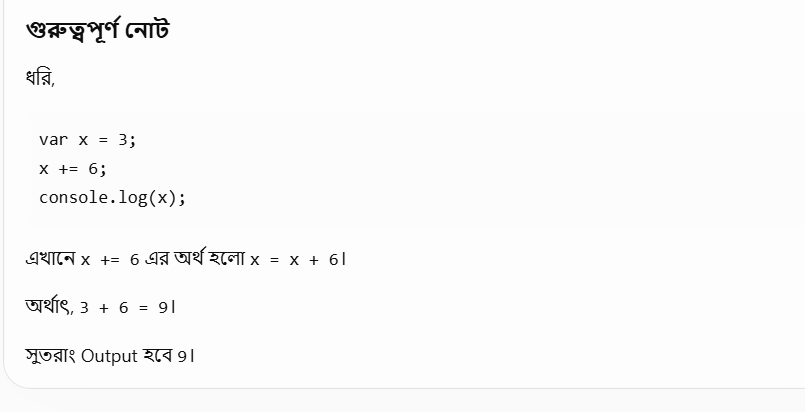 গুরুত্বপূর্ণ নোট
ধরি,
var x = 3;
x += 6;
console.log(x);
এখানে x += 6 এর অর্থ হলো x = x + 6।
অর্থাৎ, 3 + 6 = 9।
সুতরাং Output হবে 9।